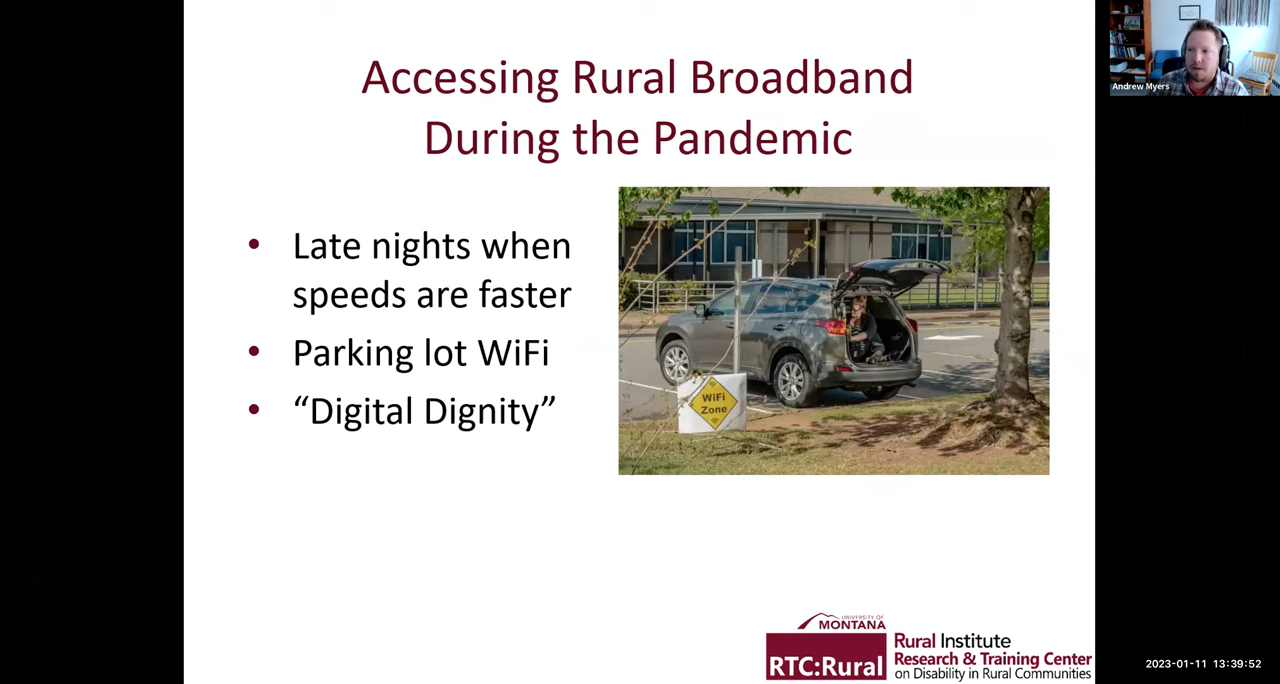 Accessing Rural Broadband
During the Pandemic
• Late nights when
speeds are faster
• Parking lot WiFi
• “Digital Dignity”
WiFi
Zone
Andrew Myers
UNIVERSITY OF
MONTANA
RTC:Rural
Rural Institute
Research & Training Center
on Disability in Rural Communities
2023-01-11 13:39:52